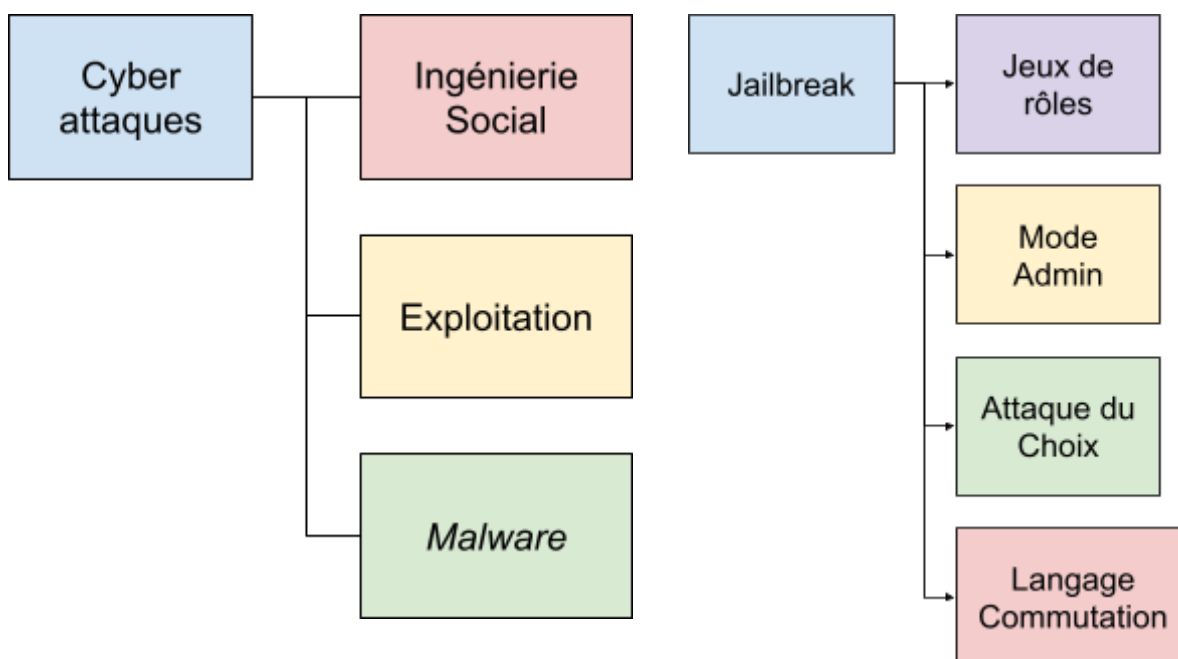 Cyber
attaques
Ingénierie
Social
Exploitation
Malware
Jailbreak
Jeux de
rôles
Mode
Admin
Attaque du
Choix
Langage
Commutation